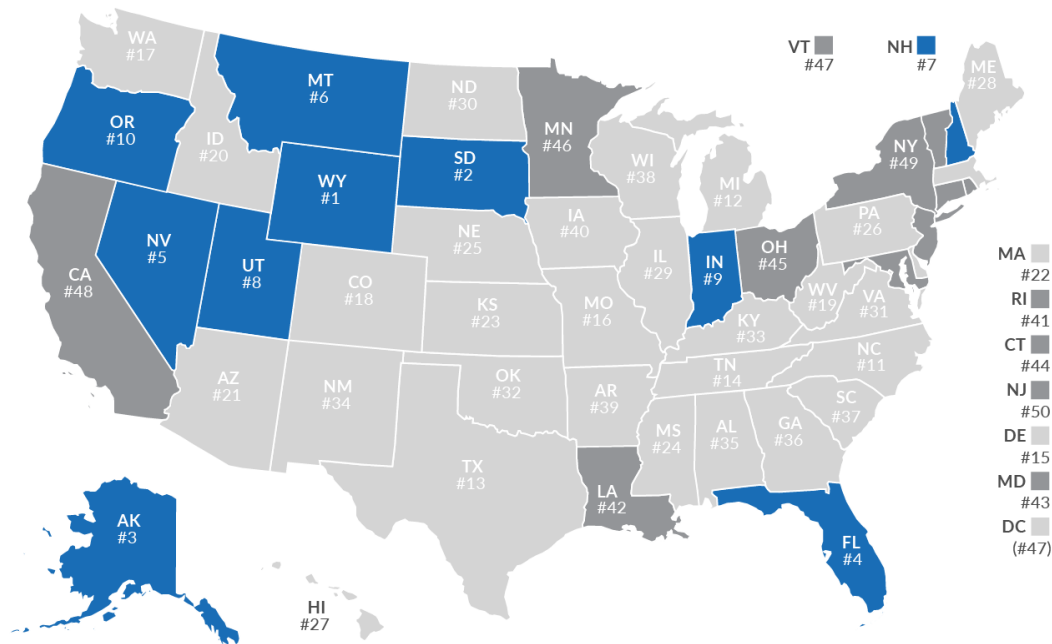 WA
#17
MT
#6
ND
#30
MN
#46
VT
#47
NH
#7
ME
#28
OR
#10
ID
#20
WY
#1
SD
#2
WI
#38
MI
#12
NY
#49
NV
#5
UT
#8
CA
#48
CO
#18
NE
#25
IA
#40
IL
#29
IN
#9
OH
#45
PA
#26
KS
#23
MO
#16
KY
#33
WV
#19
VA
#31
AZ
#21
NM
#34
OK
#32
AR
#39
TN
#14
NC
#11
SC
#37
TX
#13
LA
#42
MS
#24
AL
#35
GA
#36
FL
#4
AK
#3
HI
#27
MA
#22
RI
#41
CT
#44
NJ
#50
DE
#15
MD
#43
DC
(#47)